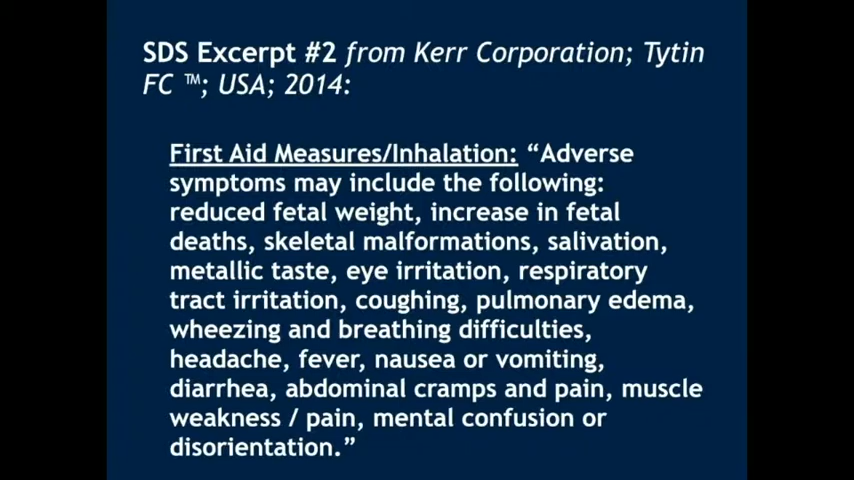 SDS Excerpt #2 from Kerr Corporation; Tytin
FC ™; USA; 2014:
First Aid Measures/Inhalation: “Adverse
symptoms may include the following:
reduced fetal weight, increase in fetal
deaths, skeletal malformations, salivation,
metallic taste, eye irritation, respiratory
tract irritation, coughing, pulmonary edema,
wheezing and breathing difficulties,
headache, fever, nausea or vomiting,
diarrhea, abdominal cramps and pain, muscle
weakness / pain, mental confusion or
disorientation.”